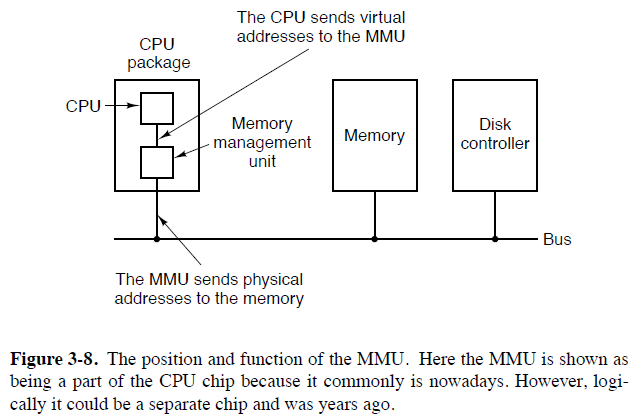 The CPU sends virtual
addresses to the MMU
CPU
package
CPU
Memory
management
unit
Memory
Disk
controller
Bus
The MMU sends physical
addresses to the memory
Figure 3-8. The position and function of the MMU. Here the MMU is shown as
being a part of the CPU chip because it commonly is nowadays. However, logi-
cally it could be a separate chip and was years ago.